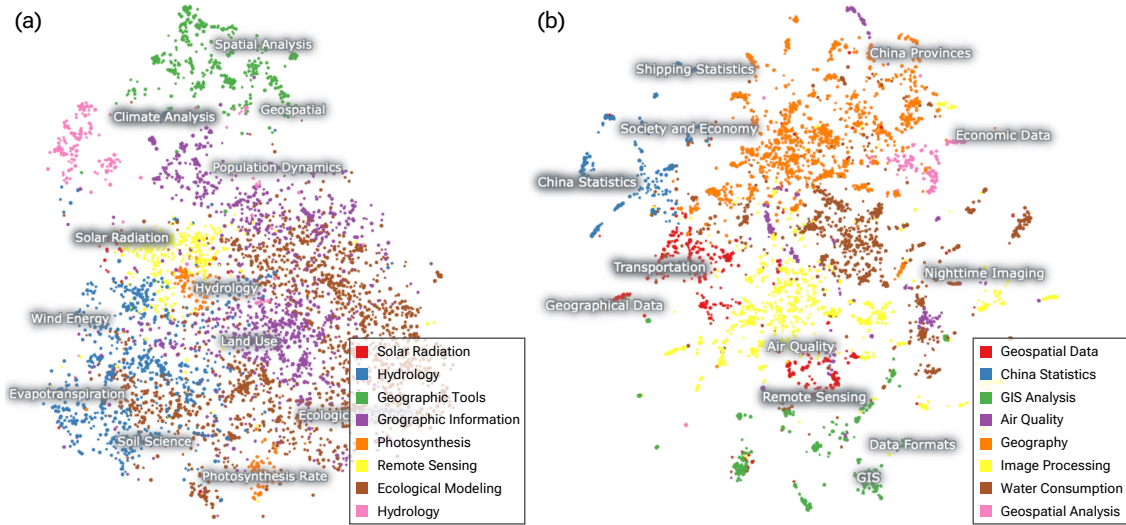 (a)
Spatial Analysis
Climate Analysis
Geospatial
Population Dynamics
Solar Radiation
Hydrology
Wind Energy
Land Use
Evapotranspiration
Ecologic
Soil Science
Photosynthesis Rate
Solar Radiation
Hydrology
Geographic Tools
Grographic Information
Photosynthesis
Remote Sensing
Ecological Modeling
Hydrology
(b)
China Provinces
Shipping Statistics
Society and Economy
Economic Data
China Statistics
Transportation
Nighttime Imaging
Geographical Data
Air Quality
Remote Sensing
Data Formats
GIS
Geospatial Data
China Statistics
GIS Analysis
Air Quality
Geography
Image Processing
Water Consumption
Geospatial Analysis